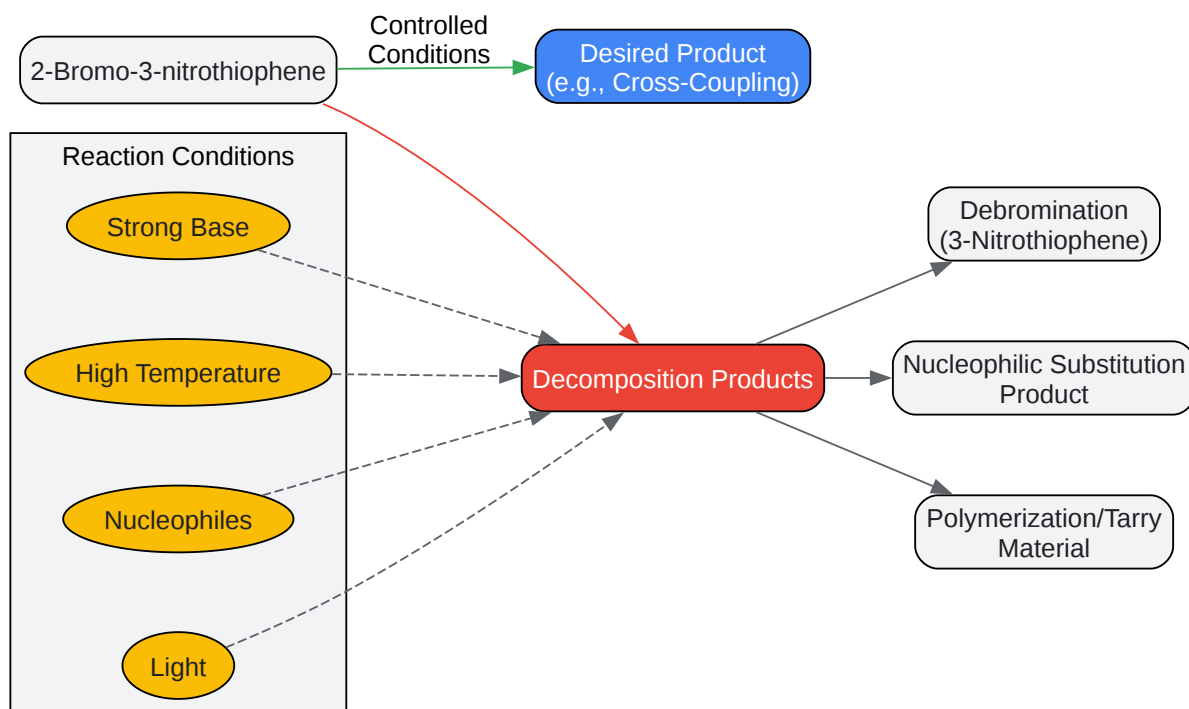 2-Bromo-3-nitrothiophene
Controlled
Conditions
Desired Product
(e.g., Cross-Coupling)
Reaction Conditions
Strong Base
High Temperature
Nucleophiles
Light
Decomposition Products
Debromination
(3-Nitrothiophene)
Nucleophilic Substitution
Product
Polymerization/Tarry
Material